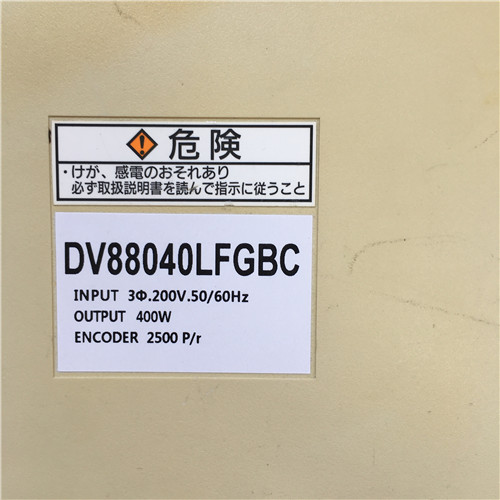 危険
・けが、感電のおそれあり
必ず取扱説明書を読んで指示に従うこと
DV88040LFGBC
INPUT 3Φ.200V.50/60Hz
OUTPUT 400W
ENCODER 2500 P/r